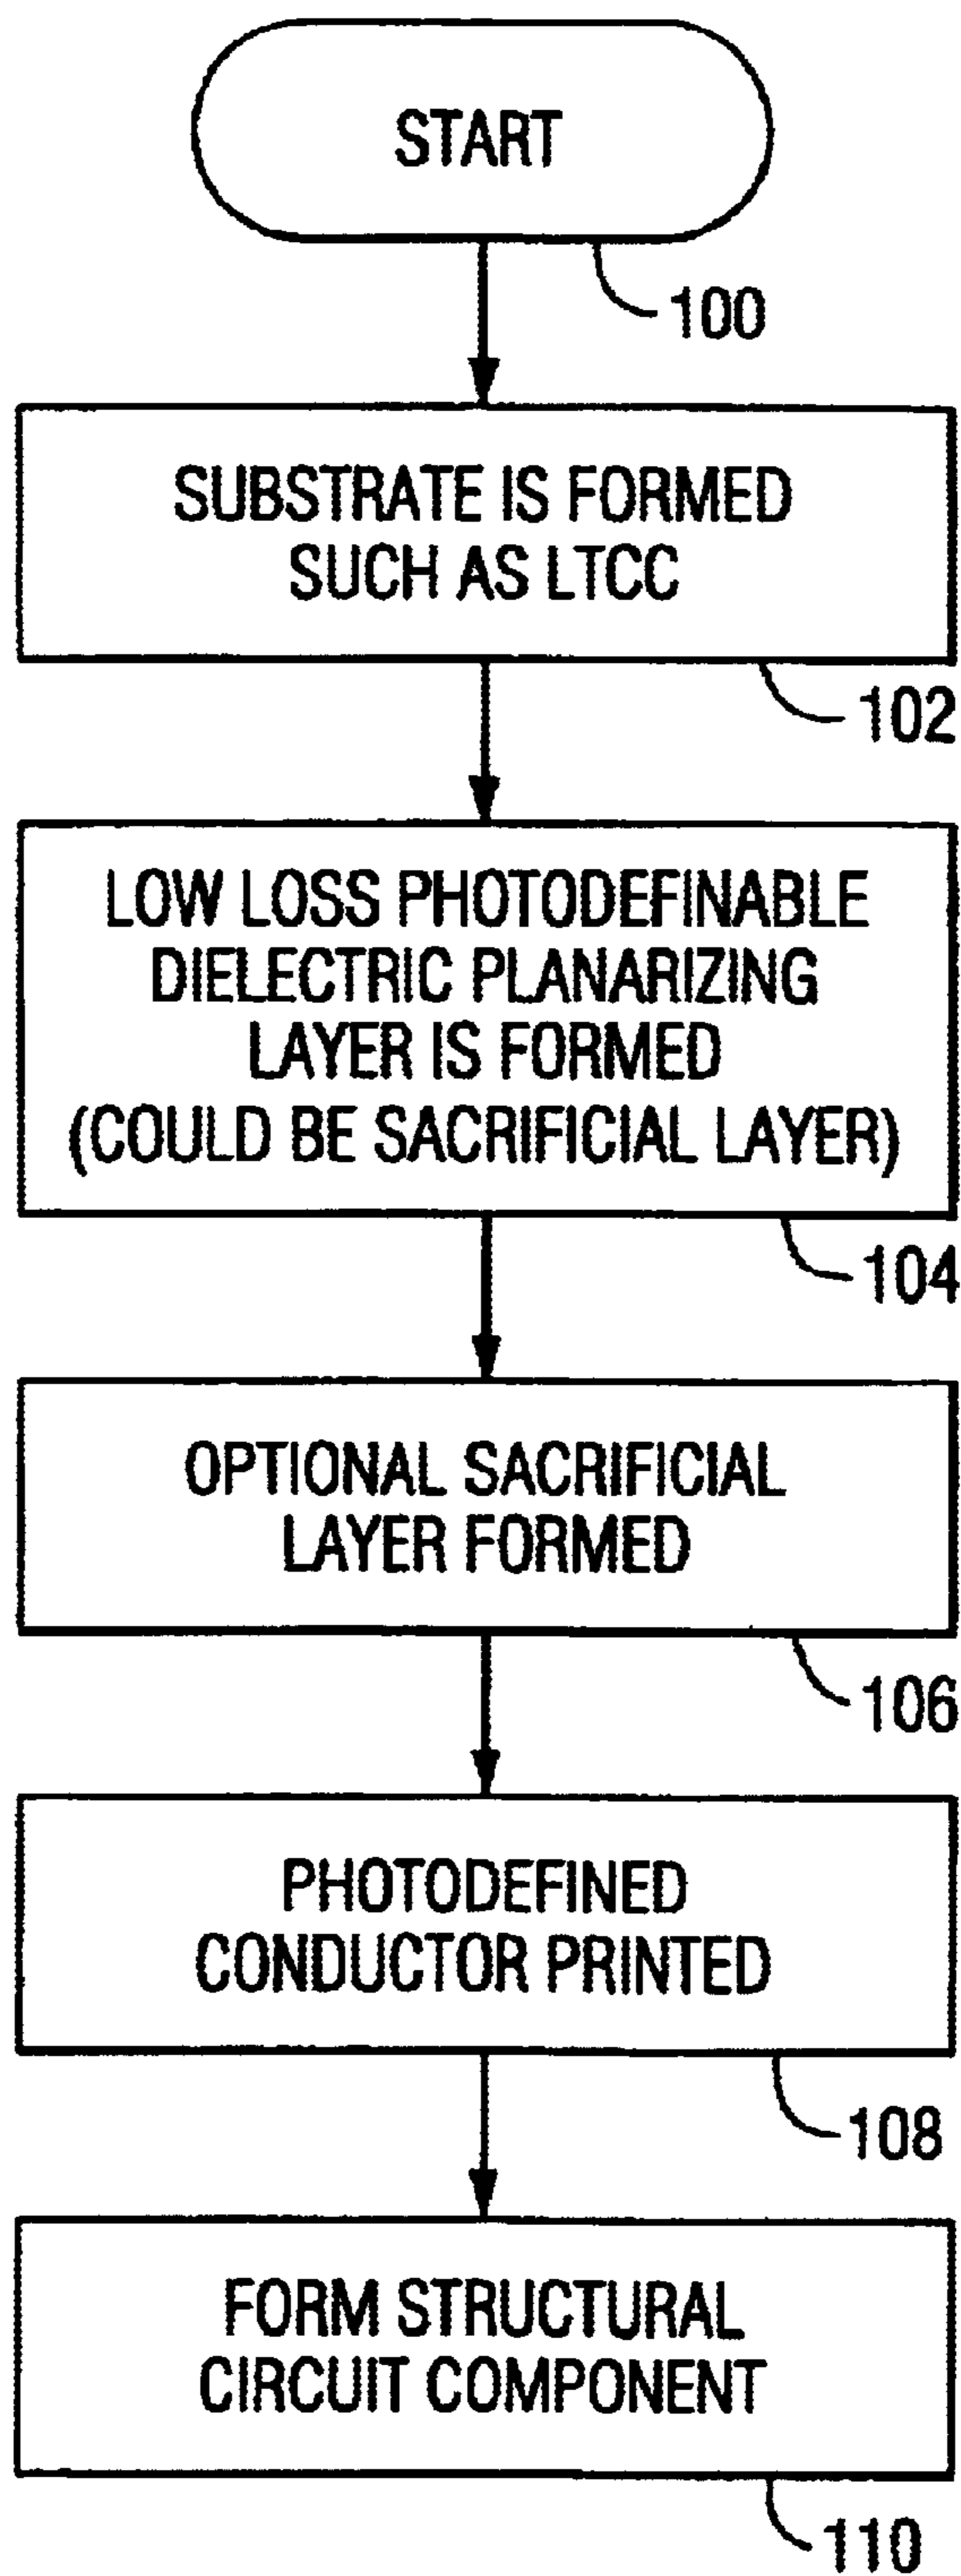 START
100
SUBSTRATE IS FORMED
SUCH AS LTCC
102
LOW LOSS PHOTODEFINABLE
DIELECTRIC PLANARIZING
LAYER IS FORMED
(COULD BE SACRIFICIAL LAYER)
104
OPTIONAL SACRIFICIAL
LAYER FORMED
106
PHOTODEFINED
CONDUCTOR PRINTED
108
FORM STRUCTURAL
CIRCUIT COMPONENT
110